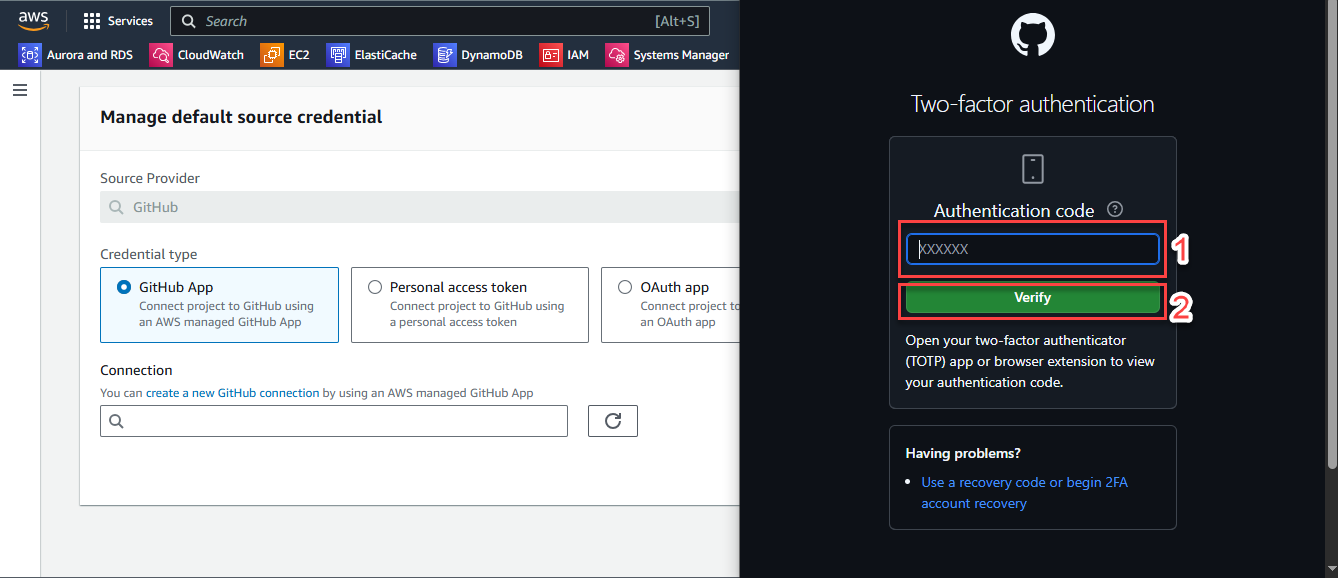 aws
Services
Search
[Alt+S]
Aurora and RDS
CloudWatch
EC2
ElastiCache
DynamoDB
IAM
Systems Manager
Manage default source credential
Source Provider
GitHub
Credential type
GitHub App
Connect project to GitHub using
an AWS managed GitHub App
Personal access token
Connect project to GitHub using
a personal access token
OAuth app
Connect project to
an OAuth app
Connection
You can create a new GitHub connection by using an AWS managed GitHub App
Two-factor authentication
Authentication code
?
XXXXXX
1
Verify
2
Open your two-factor authenticator
(TOTP) app or browser extension to view
your authentication code.
Having problems?
• Use a recovery code or begin 2FA
account recovery